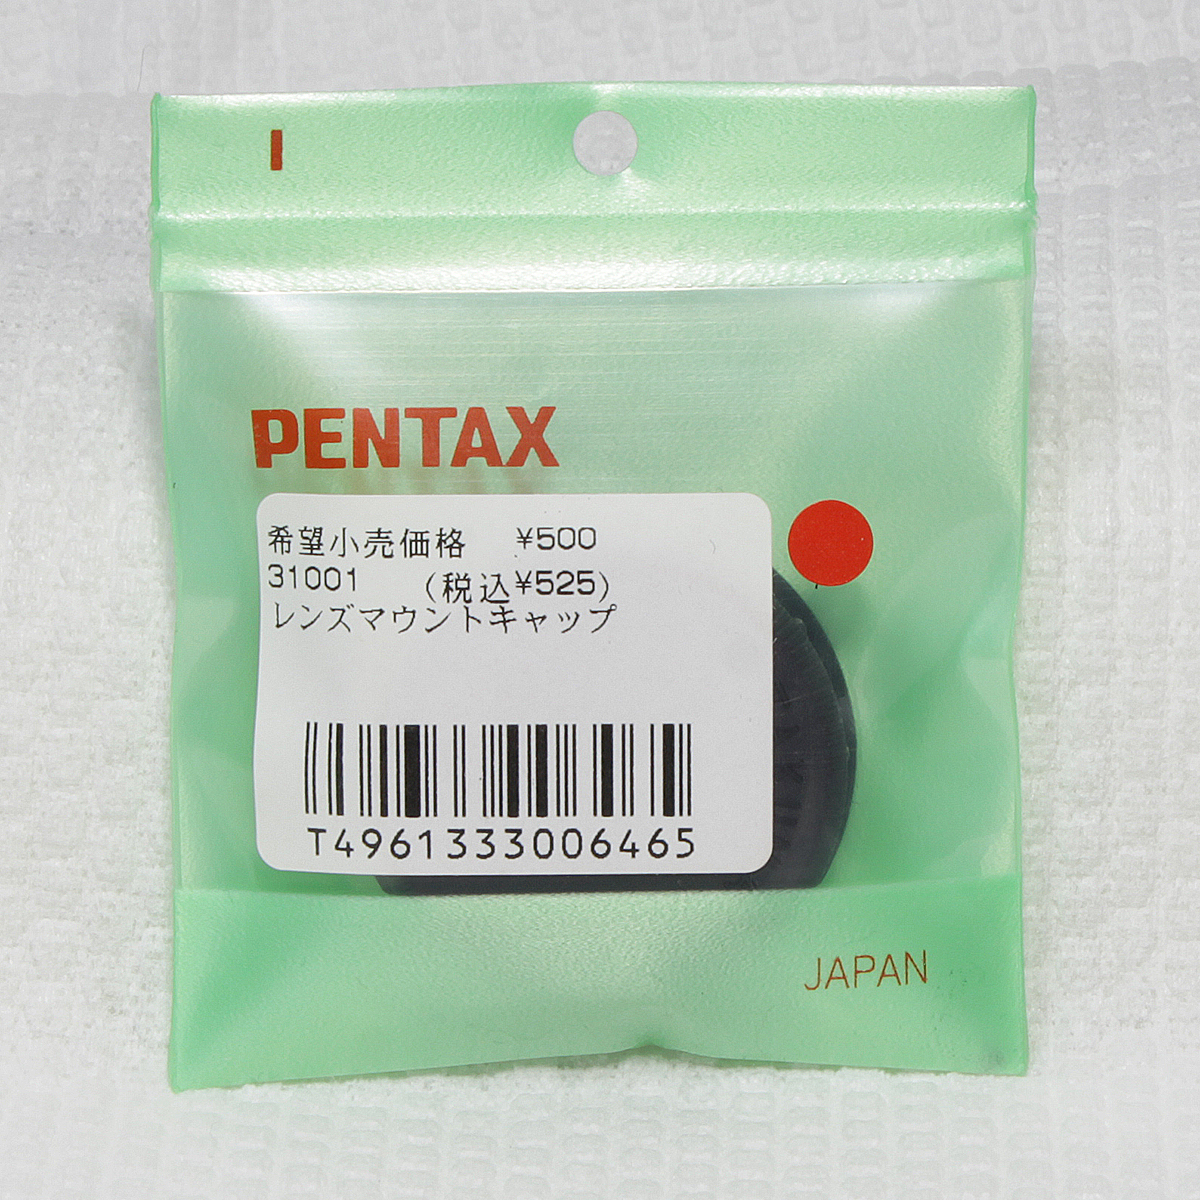 I
PENTAX
希望小売価格 ¥500
31001 (税込¥525)
レンズマウントキャップ
T4961333006465
JAPAN